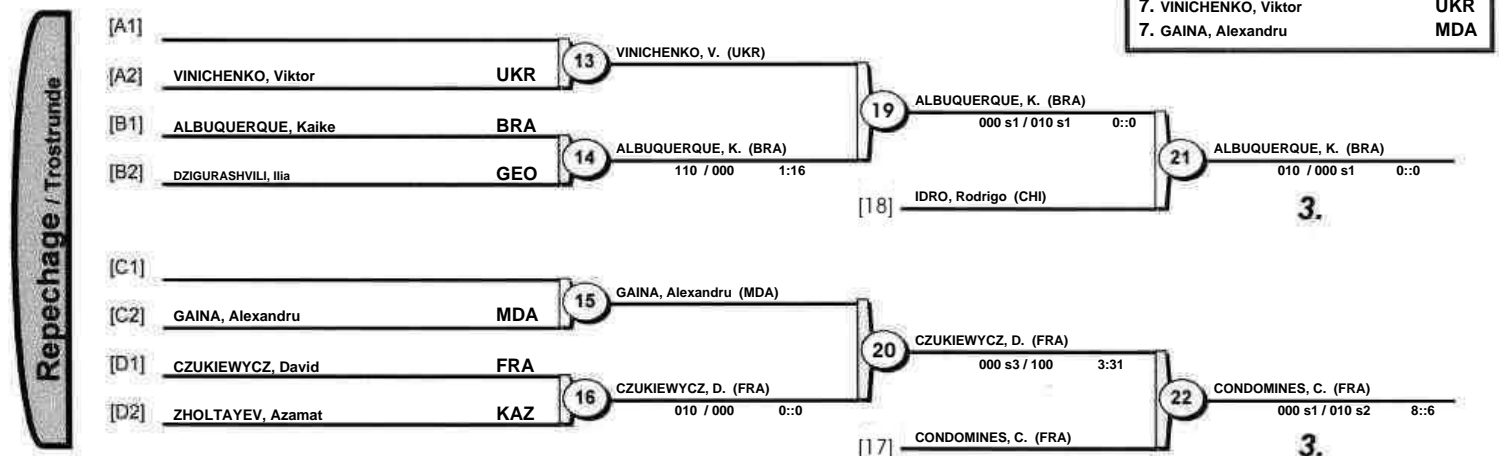 7. VINICHENKO, Viktor UKR
7. GAINA, Alexandru MDA
Repechage / Trostrunde
[A1]
[A2] VINICHENKO, Viktor UKR
13
VINICHENKO, V. (UKR)
[B1] ALBUQUERQUE, Kaike BRA
[B2] DZIGURASHVILI, Ilia GEO
14
ALBUQUERQUE, K. (BRA)
110 / 000 1:16
19
ALBUQUERQUE, K. (BRA)
000 s1 / 010 s1 0::0
[18] IDRO, Rodrigo (CHI)
21
ALBUQUERQUE, K. (BRA)
010 / 000 s1 0::0
3.
[C1]
[C2] GAINA, Alexandru MDA
15
GAINA, Alexandru (MDA)
[D1] CZUKIEWYCZ, David FRA
[D2] ZHOLTAYEV, Azamat KAZ
16
CZUKIEWYCZ, D. (FRA)
010 / 000 0::0
20
CZUKIEWYCZ, D. (FRA)
000 s3 / 100 3:31
[17] CONDOMINES, C. (FRA)
22
CONDOMINES, C. (FRA)
000 s1 / 010 s2 8::6
3.